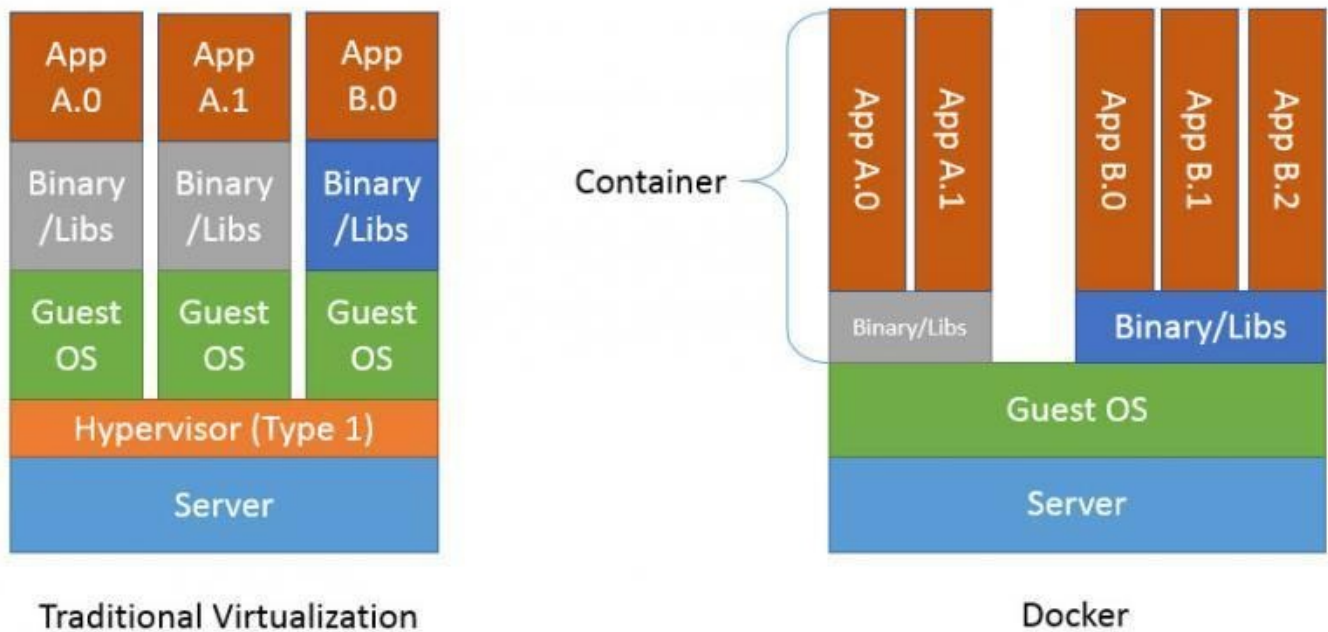 App
A.0
Binary
/Libs
Guest
OS
App
A.1
Binary
/Libs
Guest
OS
App
B.0
Binary
/Libs
Guest
OS
Hypervisor (Type 1)
Server
Traditional Virtualization
Container
App A.0
App A.1
Binary/Libs
App B.0
App B.1
App B.2
Binary/Libs
Guest OS
Server
Docker